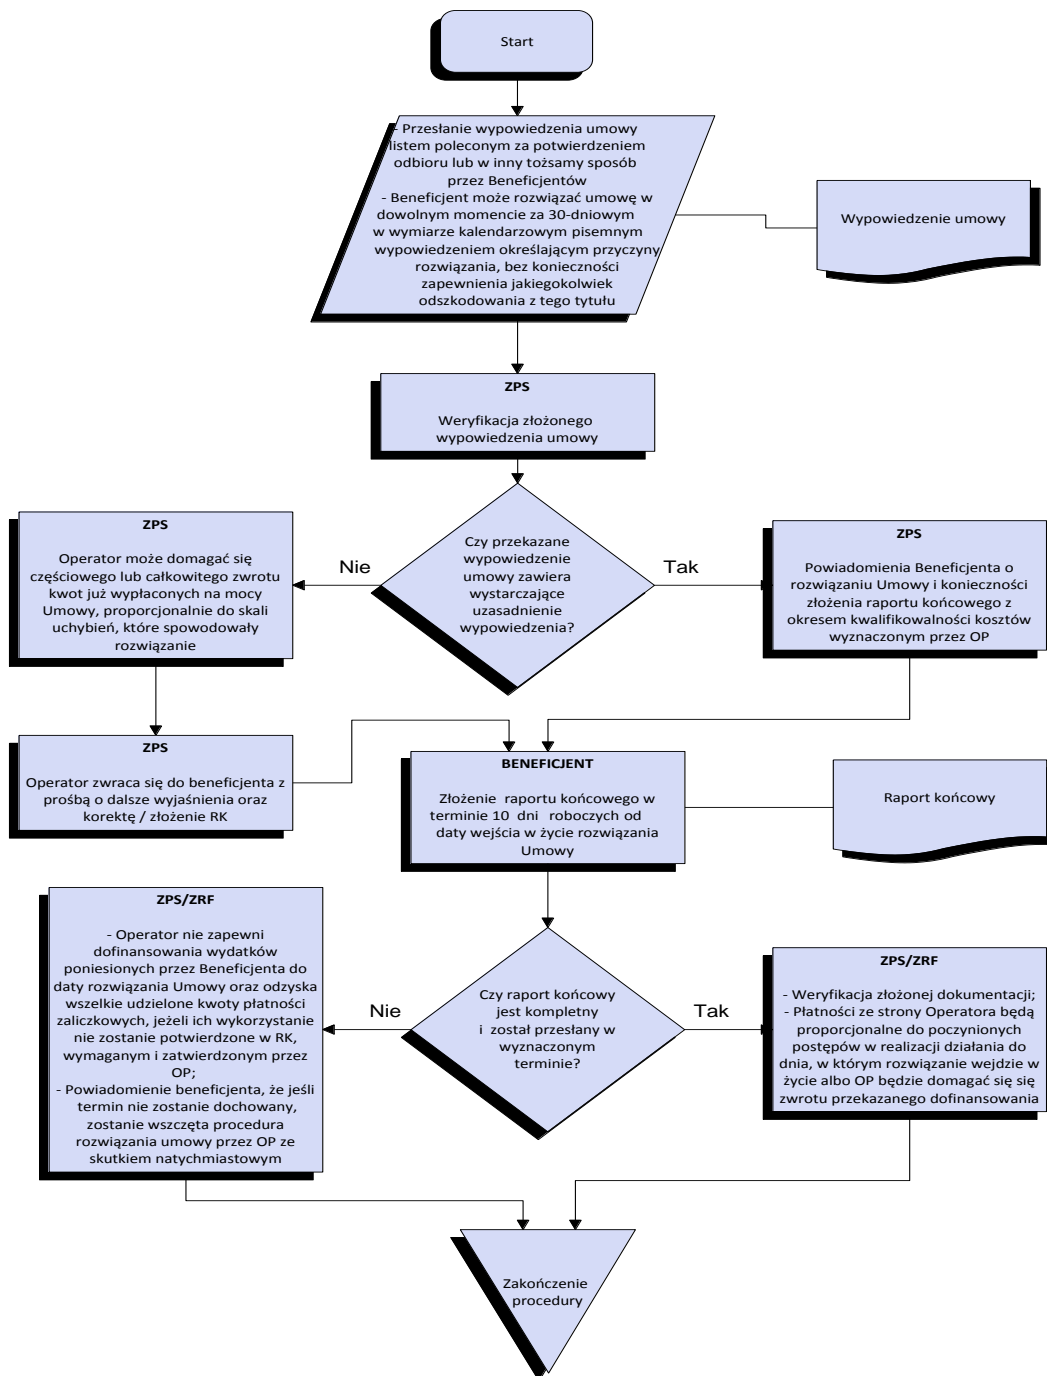 Start
- Przesłanie wypowiedzenia umowy
listem poleconym za potwierdzeniem
odbioru lub w inny tożsamy sposób
przez Beneficjentów
- Beneficjent może rozwiązać umowę w
dowolnym momencie za 30-dniowym
w wymiarze kalendarzowym pisemnym
wypowiedzeniem określającym przyczyny
rozwiązania, bez konieczności
zapewnienia jakiegokolwiek
odszkodowania z tego tytułu
Wypowiedzenie umowy
ZPS
Weryfikacja złożonego
wypowiedzenia umowy
Czy przekazane
wypowiedzenie
umowy zawiera
wystarczające
uzasadnienie
wypowiedzenia?
Nie
Tak
ZPS
Operator może domagać się
częściowego lub całkowitego zwrotu
kwot już wypłaconych na mocy
Umowy, proporcjonalnie do skali
uchybień, które spowodowały
rozwiązanie
ZPS
Powiadomienia Beneficjenta o
rozwiązaniu Umowy i konieczności
złożenia raportu końcowego z
okresem kwalifikowalności kosztów
wyznaczonym przez OP
ZPS
Operator zwraca się do beneficjenta z
prośbą o dalsze wyjaśnienia oraz
korektę / złożenie RK
BENEFICJENT
Złożenie raportu końcowego w
terminie 10 dni roboczych od
daty wejścia w życie rozwiązania
Umowy
Raport końcowy
Czy raport końcowy
jest kompletny
i został przesłany w
wyznaczonym
terminie?
Nie
Tak
ZPS/ZRF
- Operator nie zapewni
dofinansowania wydatków
poniesionych przez Beneficjenta do
daty rozwiązania Umowy oraz odzyska
wszelkie udzielone kwoty płatności
zaliczkowych, jeżeli ich wykorzystanie
nie zostanie potwierdzone w RK,
wymaganym i zatwierdzonym przez
OP;
- Powiadomienie beneficjenta, że jeśli
termin nie zostanie dochowany,
zostanie wszczęta procedura
rozwiązania umowy przez OP ze
skutkiem natychmiastowym
ZPS/ZRF
- Weryfikacja złożonej dokumentacji;
- Płatności ze strony Operatora będą
proporcjonalne do poczynionych
postępów w realizacji działania do
dnia, w którym rozwiązanie wejdzie w
życie albo OP będzie domagać się się
zwrotu przekazanego dofinansowania
Zakończenie
procedury